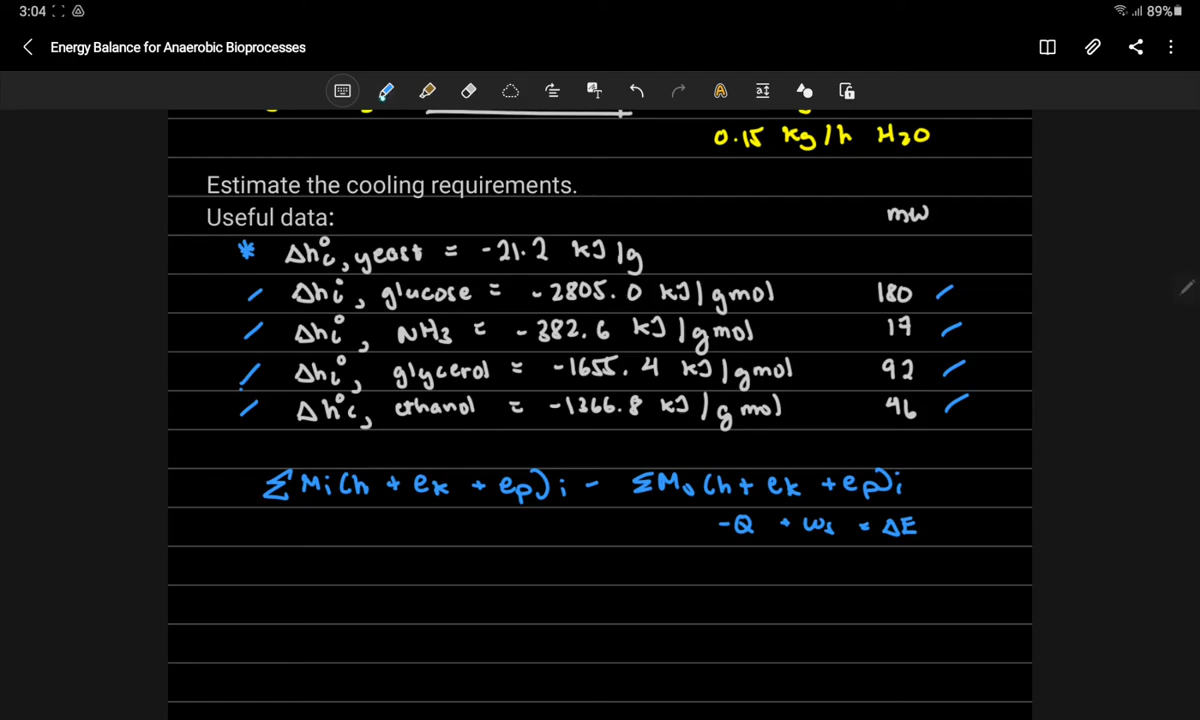 3:04 89%
Energy Balance for Anaerobic Bioprocesses
0.15 kg/h H2O
Estimate the cooling requirements.
Useful data: mw
* Δh°c, yeast = -21.2 kJ/g
Δh°c, glucose = -2805.0 kJ/gmol 180
Δh°c, NH3 = -382.6 kJ/gmol 17
Δh°c, glycerol = -1655.4 kJ/gmol 92
Δh°c, ethanol = -1366.8 kJ/gmol 46
ΣMi(h + ek + ep)i - ΣMo(h + ek + ep)i
-Q + ws = ΔE